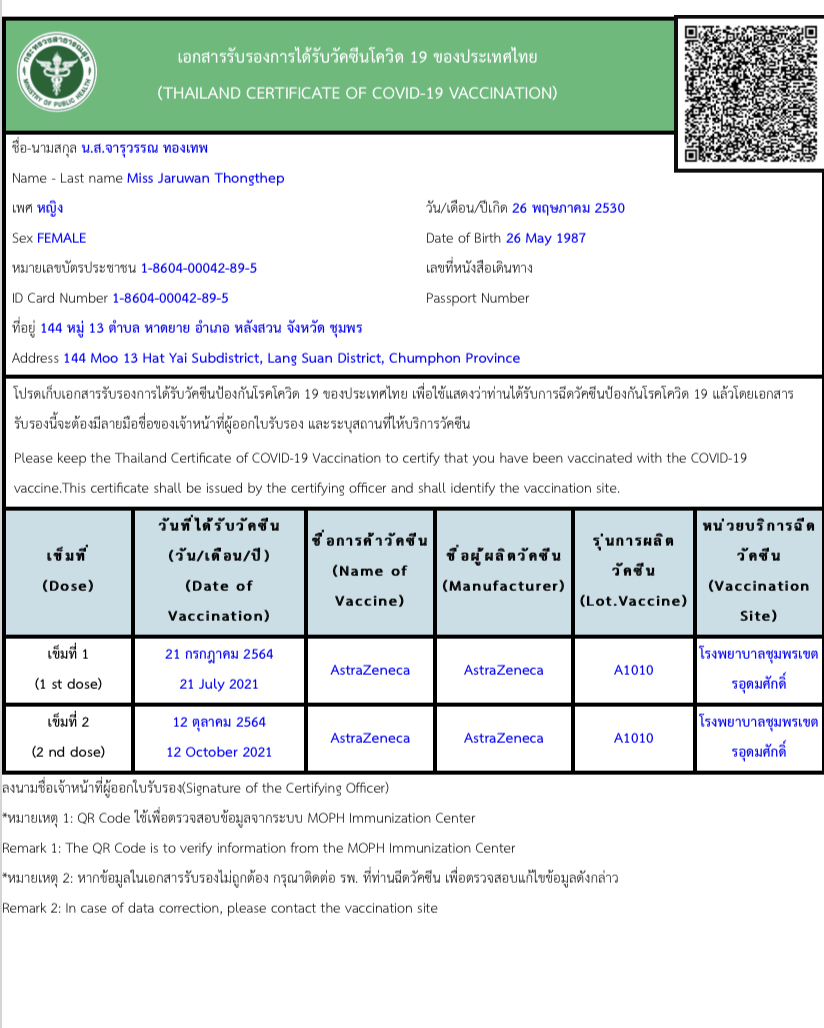 กระทรวงสาธารณสุข
MINISTRY OF PUBLIC HEALTH
เอกสารรับรองการได้รับวัคซีนโควิด 19 ของประเทศไทย
(THAILAND CERTIFICATE OF COVID-19 VACCINATION)
ชื่อ-นามสกุล น.ส.จารุวรรณ ทองเทพ
Name - Last name Miss Jaruwan Thongthep
เพศ หญิง วัน/เดือน/ปีเกิด 26 พฤษภาคม 2530
Sex FEMALE Date of Birth 26 May 1987
หมายเลขบัตรประชาชน 1-8604-00042-89-5 เลขที่หนังสือเดินทาง
ID Card Number 1-8604-00042-89-5 Passport Number
ที่อยู่ 144 หมู่ 13 ตำบล หาดยาย อำเภอ หลังสวน จังหวัด ชุมพร
Address 144 Moo 13 Hat Yai Subdistrict, Lang Suan District, Chumphon Province
โปรดเก็บเอกสารรับรองการได้รับวัคซีนป้องกันโรคโควิด 19 ของประเทศไทย เพื่อใช้แสดงว่าท่านได้รับการฉีดวัคซีนป้องกันโรคโควิด 19 แล้วโดยเอกสาร
รับรองนี้จะต้องมีลายมือชื่อของเจ้าหน้าที่ผู้ออกใบรับรอง และระบุสถานที่ให้บริการวัคซีน
Please keep the Thailand Certificate of COVID-19 Vaccination to certify that you have been vaccinated with the COVID-19
vaccine.This certificate shall be issued by the certifying officer and shall identify the vaccination site.
เข็มที่
(Dose)
วันที่ได้รับวัคซีน
(วัน/เดือน/ปี)
(Date of
Vaccination)
ชื่อการค้าวัคซีน
(Name of
Vaccine)
ชื่อผู้ผลิตวัคซีน
(Manufacturer)
รุ่นการผลิต
วัคซีน
(Lot.Vaccine)
หน่วยบริการฉีด
วัคซีน
(Vaccination
Site)
เข็มที่ 1
(1 st dose)
21 กรกฎาคม 2564
21 July 2021
AstraZeneca
AstraZeneca
A1010
โรงพยาบาลชุมพรเขต
รอุดมศักดิ์
เข็มที่ 2
(2 nd dose)
12 ตุลาคม 2564
12 October 2021
AstraZeneca
AstraZeneca
A1010
โรงพยาบาลชุมพรเขต
รอุดมศักดิ์
ลงนามชื่อเจ้าหน้าที่ผู้ออกใบรับรอง(Signature of the Certifying Officer)
*หมายเหตุ 1: QR Code ใช้เพื่อตรวจสอบข้อมูลจากระบบ MOPH Immunization Center
Remark 1: The QR Code is to verify information from the MOPH Immunization Center
*หมายเหตุ 2: หากข้อมูลในเอกสารรับรองไม่ถูกต้อง กรุณาติดต่อ รพ. ที่ท่านฉีดวัคซีน เพื่อตรวจสอบแก้ไขข้อมูลดังกล่าว
Remark 2: In case of data correction, please contact the vaccination site